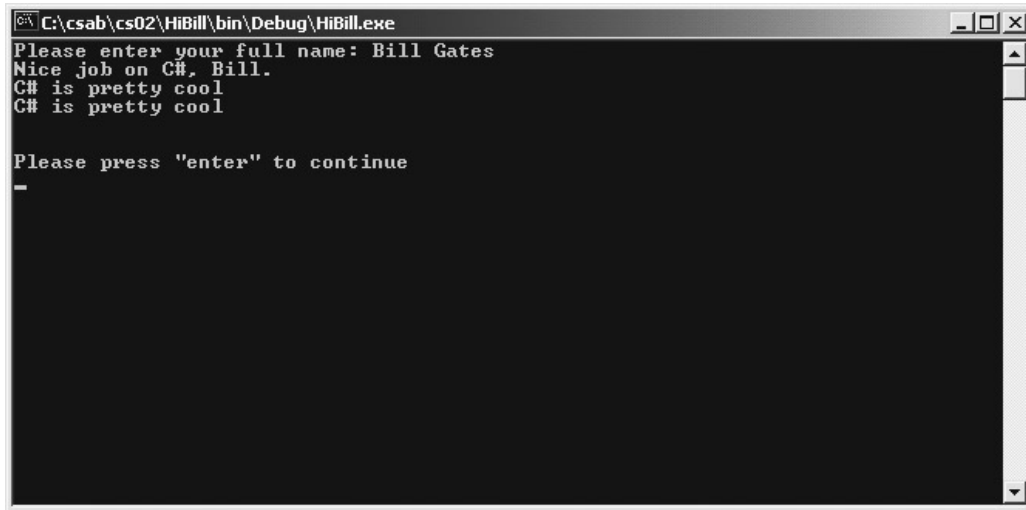 C:\csab\cs02\HiBill\bin\Debug\HiBill.exe
Please enter your full name: Bill Gates
Nice job on C#, Bill.
C# is pretty cool
C# is pretty cool
Please press "enter" to continue